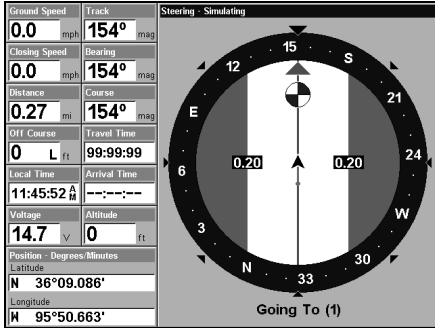 Ground Speed
0.0 mph
Track
154° mag
Closing Speed
0.0 mph
Bearing
154° mag
Distance
0.27 mi
Course
154° mag
Off Course
0 L ft
Travel Time
99:99:99
Local Time
11:45:52 AM
Arrival Time
--:--:--
Voltage
14.7 V
Altitude
0 ft
Position - Degrees/Minutes
Latitude
N 36°09.086'
Longitude
W 95°50.663'
Steering - Simulating
15
S
21
24
W
30
33
N
3
6
E
12
0.20
0.20
Going To (1)